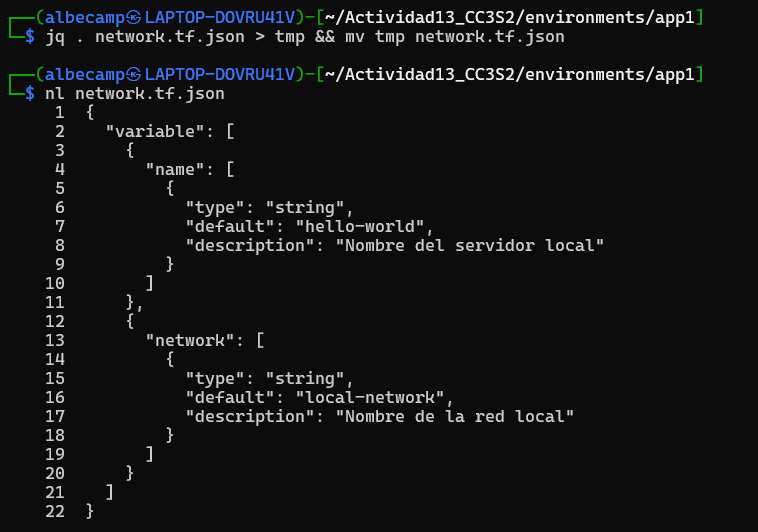 ┌──(albecamp㉿LAPTOP-DOVRU41V)-[~/Actividad13_CC3S2/environments/app1]
└─$ jq . network.tf.json > tmp && mv tmp network.tf.json
┌──(albecamp㉿LAPTOP-DOVRU41V)-[~/Actividad13_CC3S2/environments/app1]
└─$ nl network.tf.json
     1  {
     2    "variable": [
     3      {
     4        "name": [
     5          {
     6            "type": "string",
     7            "default": "hello-world",
     8            "description": "Nombre del servidor local"
     9          }
    10        ]
    11      },
    12      {
    13        "network": [
    14          {
    15            "type": "string",
    16            "default": "local-network",
    17            "description": "Nombre de la red local"
    18          }
    19        ]
    20      }
    21    ]
    22  }